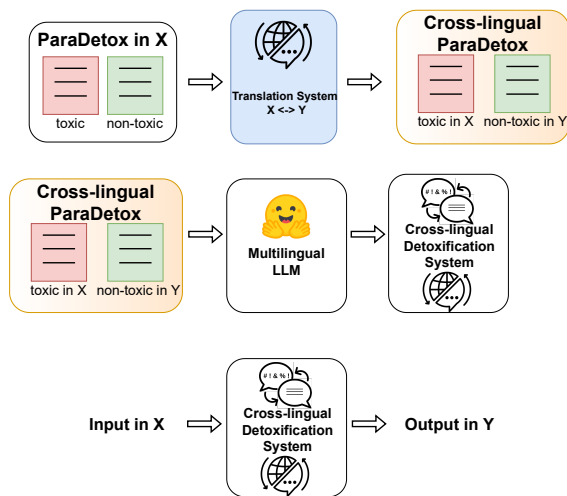 ParaDetox in X
toxic
non-toxic
Translation System
X <-> Y
Cross-lingual
ParaDetox
toxic in X
non-toxic in Y
Cross-lingual
ParaDetox
toxic in X
non-toxic in Y
Multilingual
LLM
# ! & % !
Cross-lingual
Detoxification
System
Input in X
# ! & % !
Cross-lingual
Detoxification
System
Output in Y